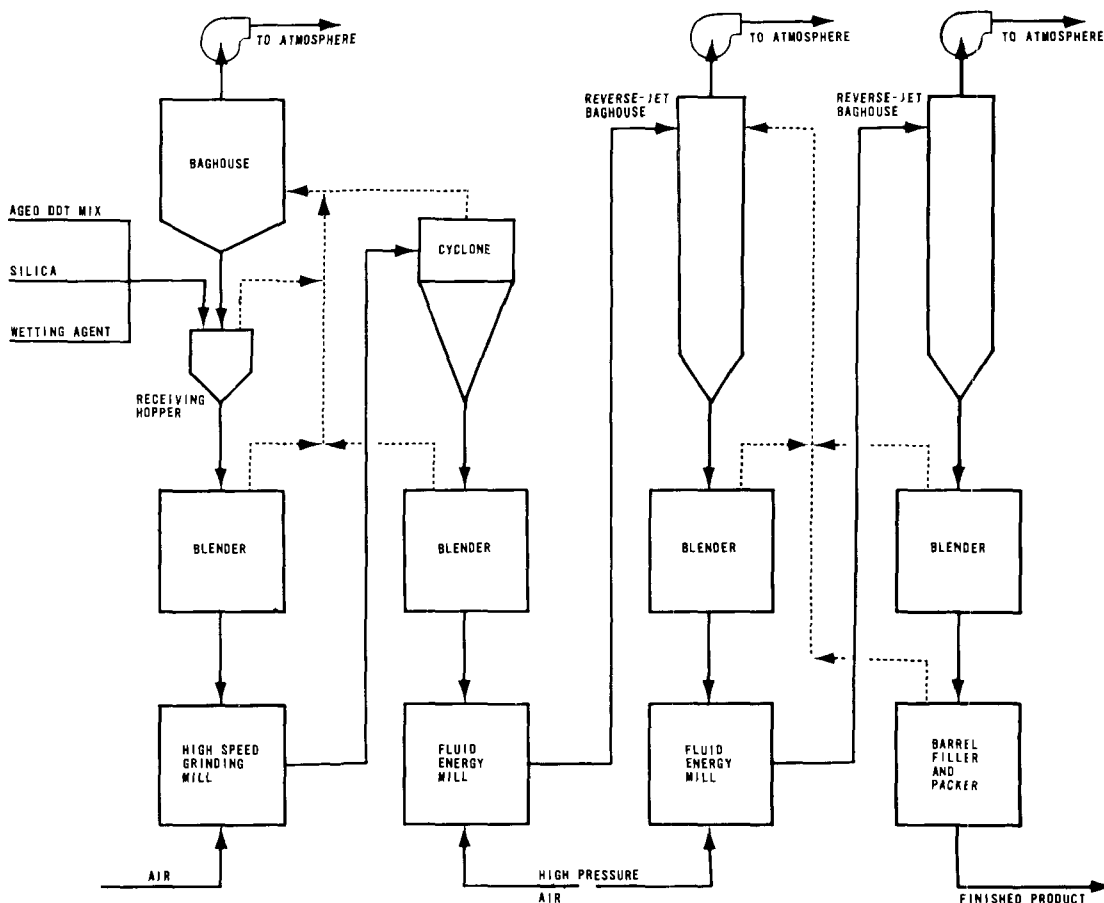 TO ATMOSPHERE
TO ATMOSPHERE
TO ATMOSPHERE
REVERSE-JET
BAGHOUSE
REVERSE-JET
BAGHOUSE
BAGHOUSE
AGED DDT MIX
CYCLONE
SILICA
WETTING AGENT
RECEIVING
HOPPER
BLENDER
BLENDER
BLENDER
BLENDER
HIGH SPEED
GRINDING
MILL
FLUID
ENERGY
MILL
FLUID
ENERGY
MILL
BARREL
FILLER
AND
PACKER
AIR
HIGH PRESSURE
AIR
FINISHED PRODUCT